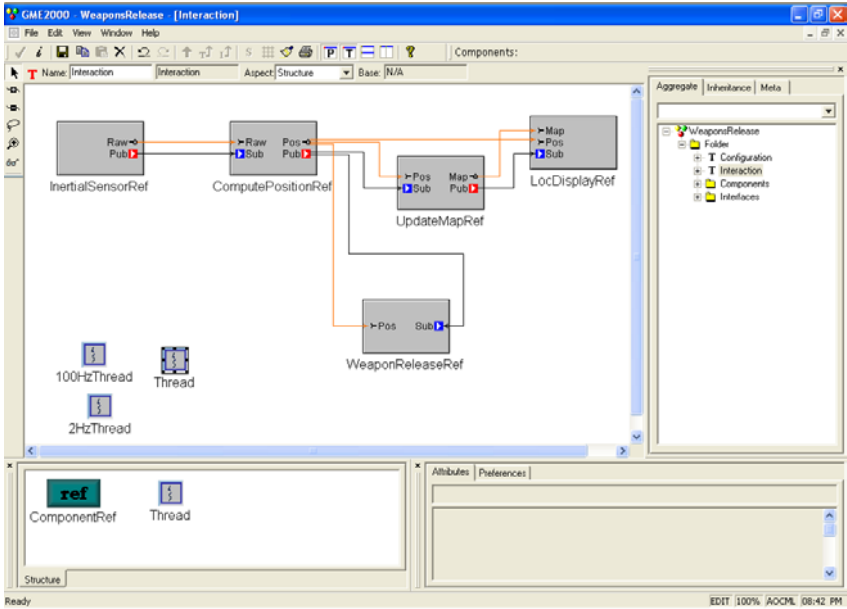 GME2000 - WeaponsRelease - [Interaction]
File Edit View Window Help
Components:
Name: Interaction Interaction Aspect: Structure Base: N/A
Aggregate Inheritance Meta
WeaponsRelease
Folder
Configuration
Interaction
Components
Interfaces
Raw
Pub
InertialSensorRef
Raw Pos
Sub Pub
ComputePositionRef
Pos Map
Sub Pub
UpdateMapRef
Map
Pos
Sub
LocDisplayRef
Pos Sub
WeaponReleaseRef
100HzThread
Thread
2HzThread
ref
ComponentRef
Thread
Structure
Attributes Preferences
Ready
EDIT 100% AOCML 08:42 PM